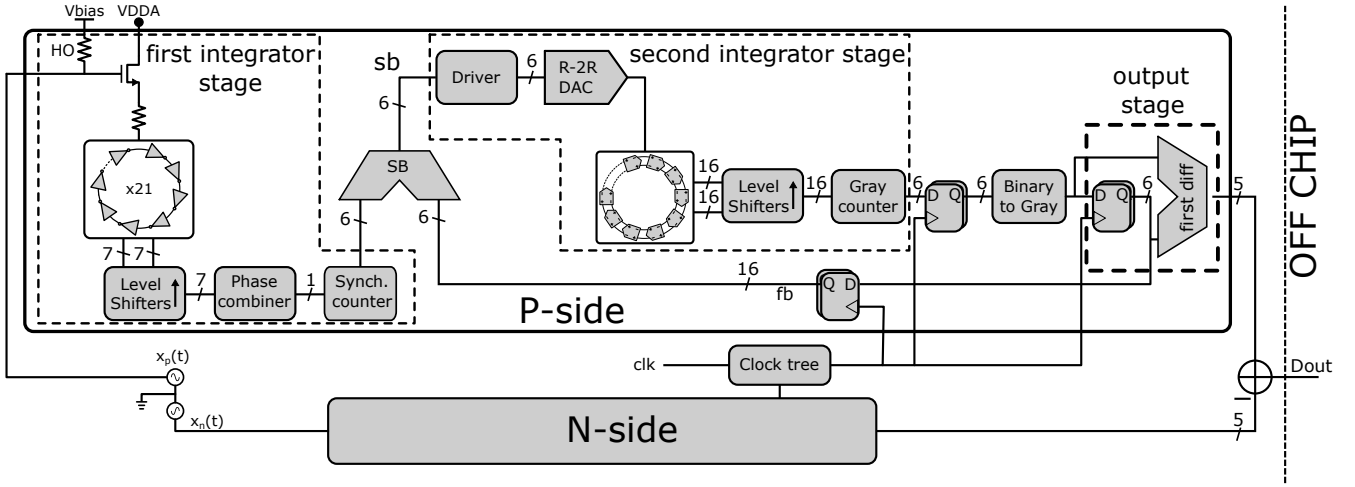 Vbias VDDA
HO
first integrator
stage
x21
7 7
Level
Shifters
7
Phase
combiner
1
Synch.
counter
6
6
SB
6
sb
Driver
6
R-2R
DAC
second integrator stage
16
16
Level
Shifters
16
Gray
counter
6
D Q
6
Binary
to Gray
output
stage
D Q
6
first diff
5
OFF CHIP
16
fb
Q D
P-side
xp(t)
xn(t)
clk
Clock tree
N-side
5
Dout